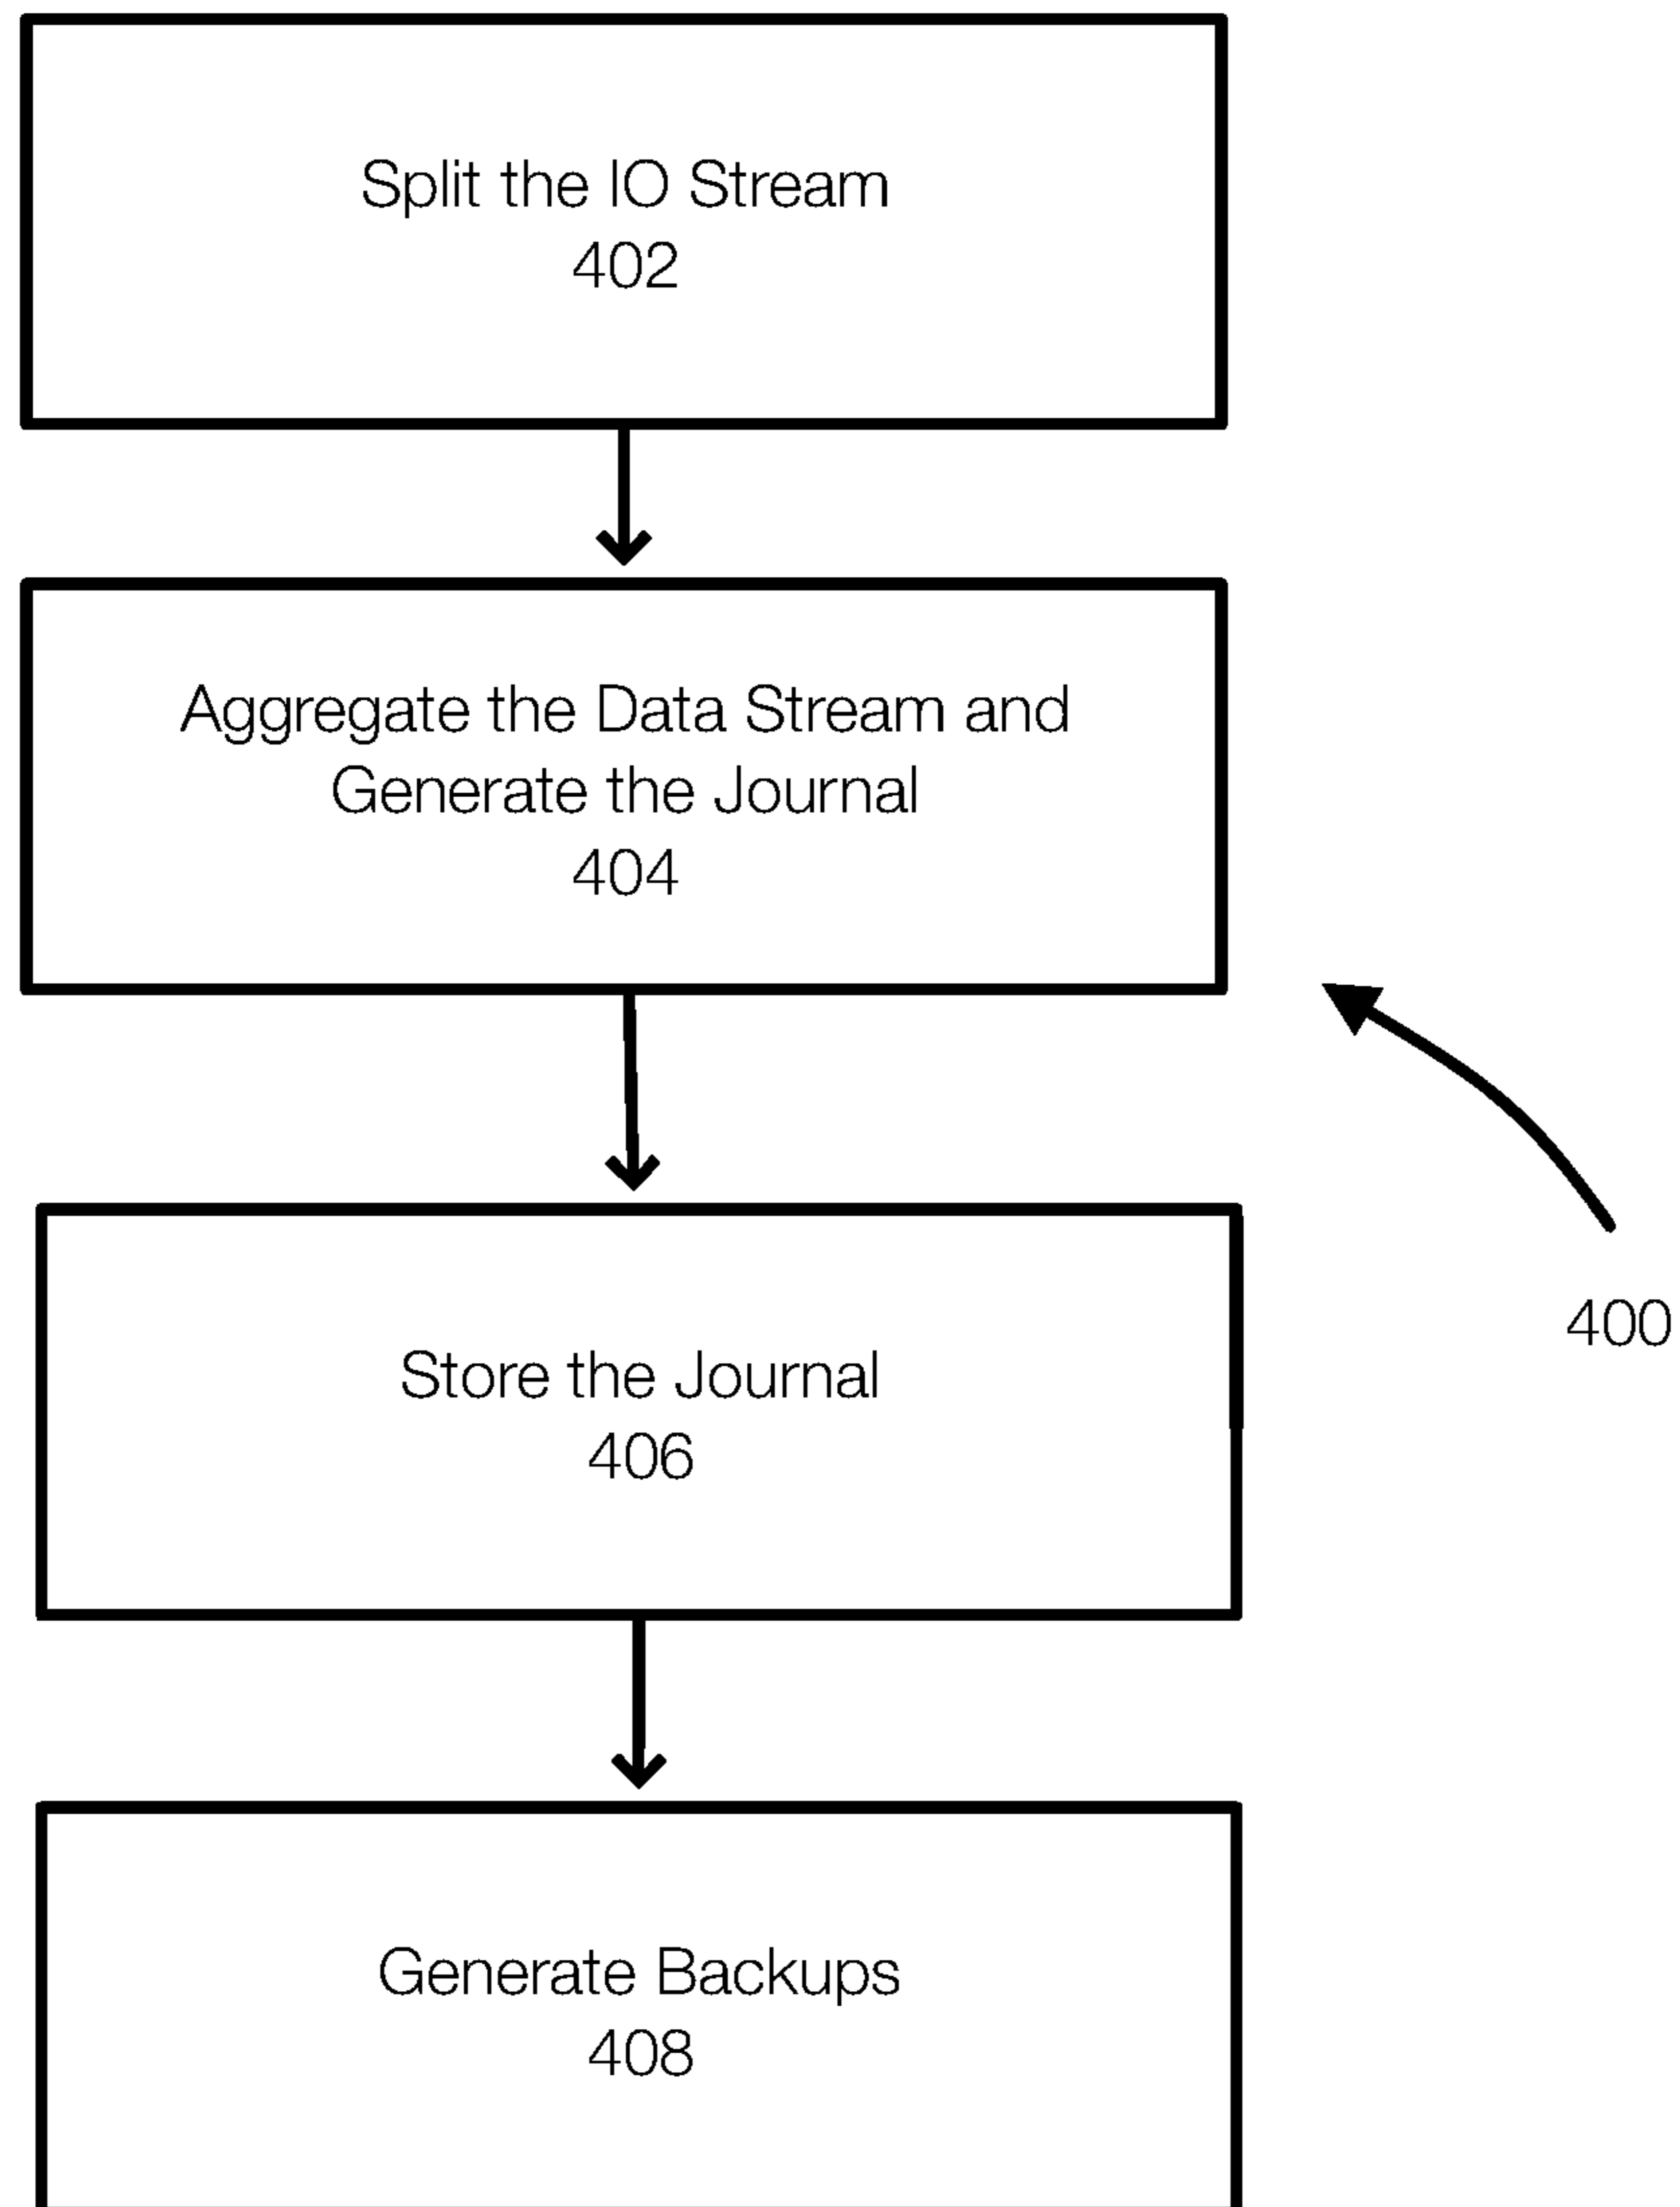 Split the IO Stream
402
Aggregate the Data Stream and
Generate the Journal
404
400
Store the Journal
406
Generate Backups
408